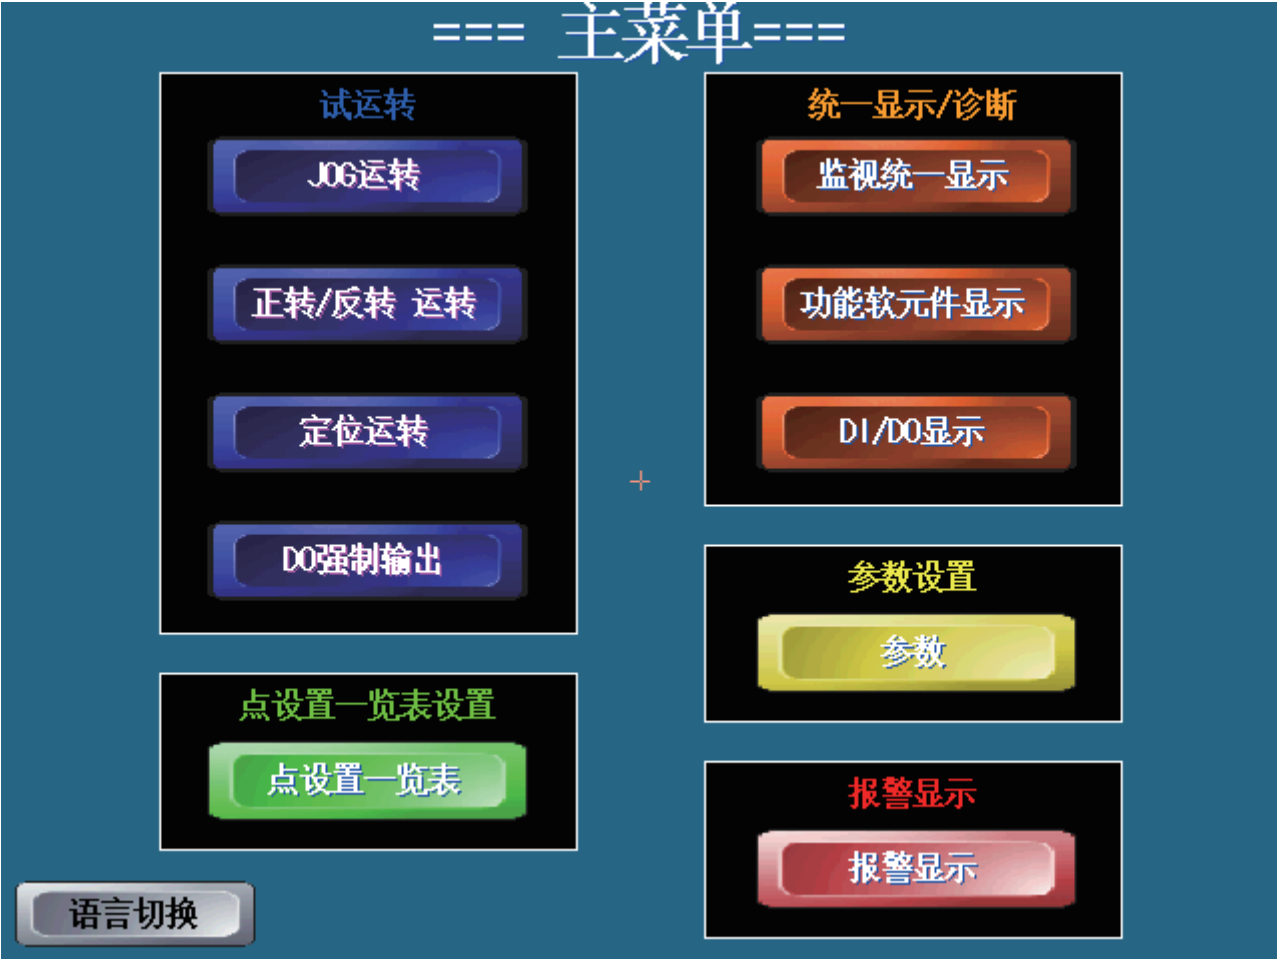 === 主菜单===
试运转
JOG运转
正转/反转 运转
定位运转
DO强制输出
点设置一览表设置
点设置一览表
语言切换
统一显示/诊断
监视统一显示
功能软元件显示
DI/DO显示
参数设置
参数
报警显示
报警显示